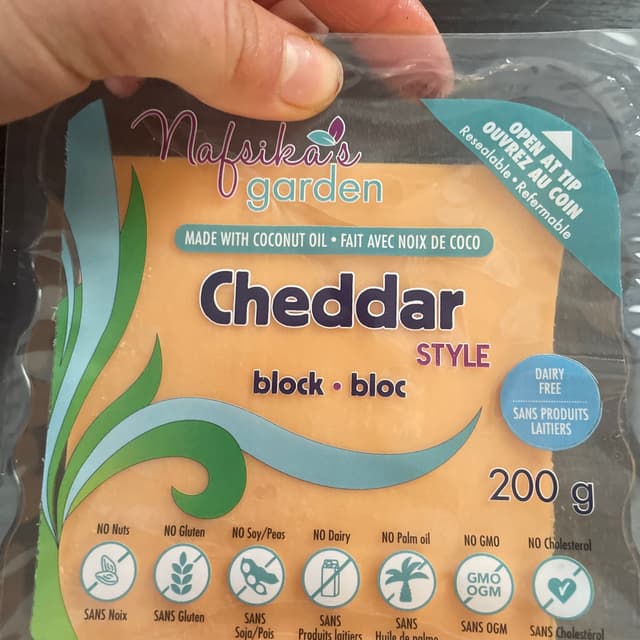 Nafsika's
garden
OPEN AT TIP
OUVREZ AU COIN
Resealable • Refermable
MADE WITH COCONUT OIL • FAIT AVEC NOIX DE COCO
Cheddar
STYLE
block • bloc
DAIRY
FREE
SANS PRODUITS
LAITIERS
200 g
NO Nuts
SANS Noix
NO Gluten
SANS Gluten
NO Soy/Peas
SANS
Soja/Pois
NO Dairy
SANS
Produits laitiers
NO Palm oil
SANS
Huile de palme
NO GMO
GMO
OGM
SANS OGM
NO Cholesterol
SANS Cholestérol